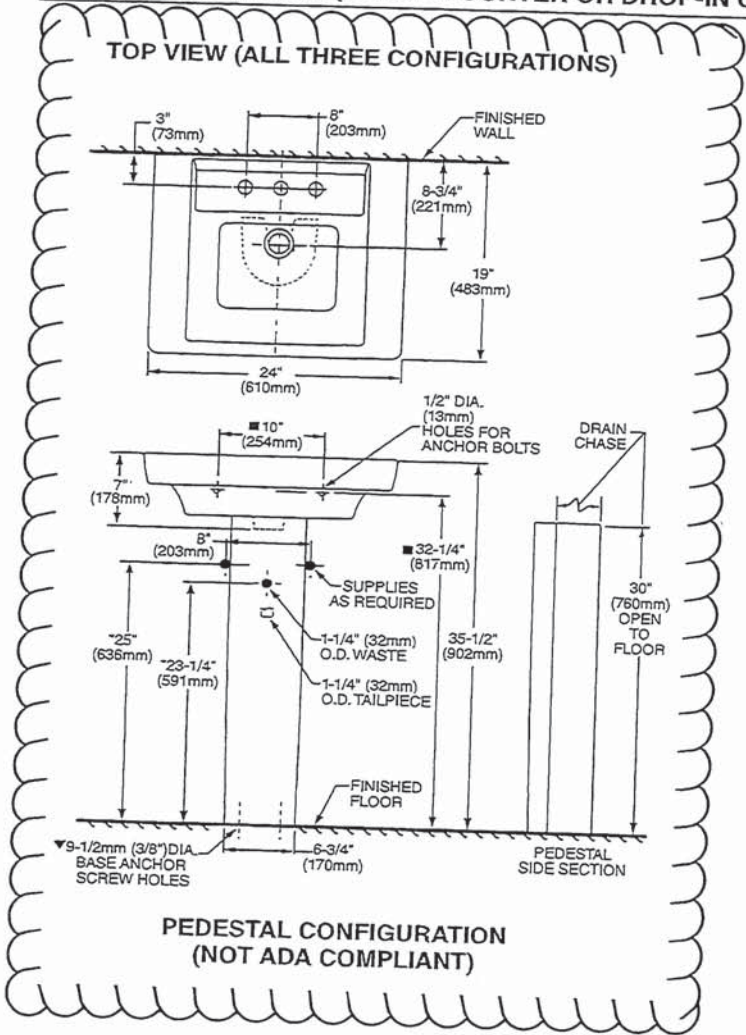 COUNTER OR DROP-IN
TOP VIEW (ALL THREE CONFIGURATIONS)
3"
(73mm)
8"
(203mm)
FINISHED
WALL
8-3/4"
(221mm)
19"
(483mm)
24"
(610mm)
■10"
(254mm)
1/2" DIA.
(13mm)
HOLES FOR
ANCHOR BOLTS
DRAIN
CHASE
7"
(178mm)
8"
(203mm)
■32-1/4"
(817mm)
SUPPLIES
AS REQUIRED
30"
(760mm)
OPEN
TO
FLOOR
*25"
(636mm)
*23-1/4"
(591mm)
1-1/4" (32mm)
O.D. WASTE
35-1/2"
(902mm)
1-1/4" (32mm)
O.D. TAILPIECE
FINISHED
FLOOR
▼9-1/2mm (3/8")DIA.
BASE ANCHOR
SCREW HOLES
6-3/4"
(170mm)
PEDESTAL
SIDE SECTION
PEDESTAL CONFIGURATION
(NOT ADA COMPLIANT)